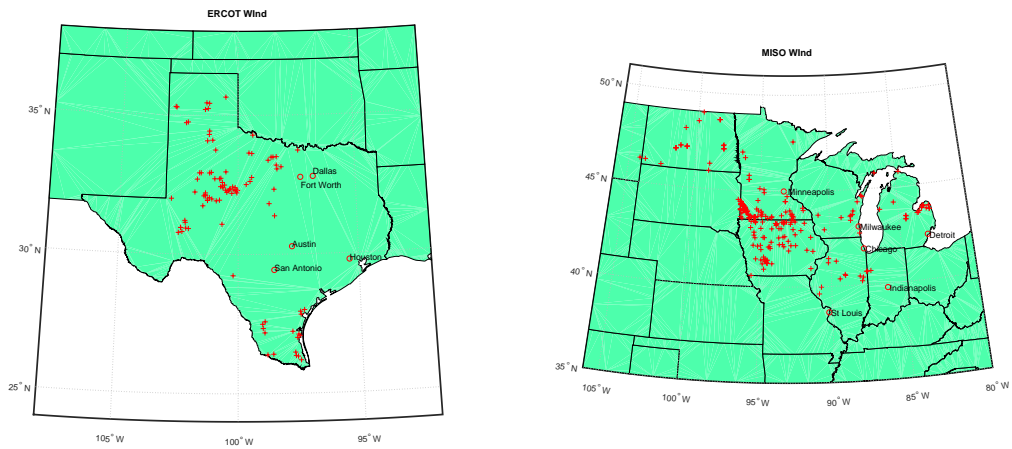 ERCOT WInd
35° N
30° N
25° N
105° W
100° W
95° W
Dallas
Fort Worth
Austin
Houston
San Antonio
MISO WInd
50° N
45° N
40° N
35° N
105° W
100° W
95° W
90° W
85° W
80° W
Minneapolis
Milwaukee
Detroit
Chicago
Indianapolis
St Louis